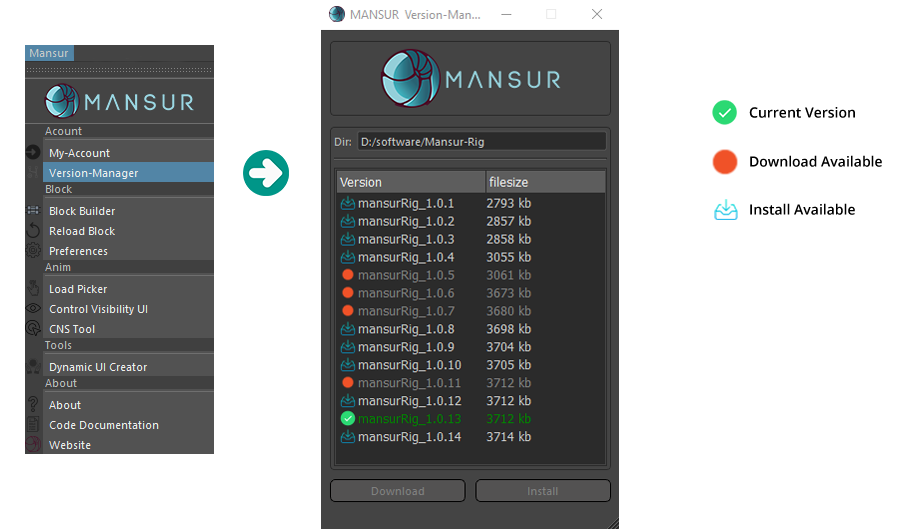 Mansur
MANSUR
Acount
My-Account
Version-Manager
Block
Block Builder
Reload Block
Preferences
Anim
Load Picker
Control Visibility UI
CNS Tool
Tools
Dynamic UI Creator
About
About
Code Documentation
Website
MANSUR Version-Man...
MANSUR
Dir: D:/software/Mansur-Rig
Version filesize
mansurRig_1.0.1 2793 kb
mansurRig_1.0.2 2857 kb
mansurRig_1.0.3 2858 kb
mansurRig_1.0.4 3055 kb
mansurRig_1.0.5 3061 kb
mansurRig_1.0.6 3673 kb
mansurRig_1.0.7 3680 kb
mansurRig_1.0.8 3698 kb
mansurRig_1.0.9 3704 kb
mansurRig_1.0.10 3705 kb
mansurRig_1.0.11 3712 kb
mansurRig_1.0.12 3712 kb
mansurRig_1.0.13 3712 kb
mansurRig_1.0.14 3714 kb
Download Install
Current Version
Download Available
Install Available